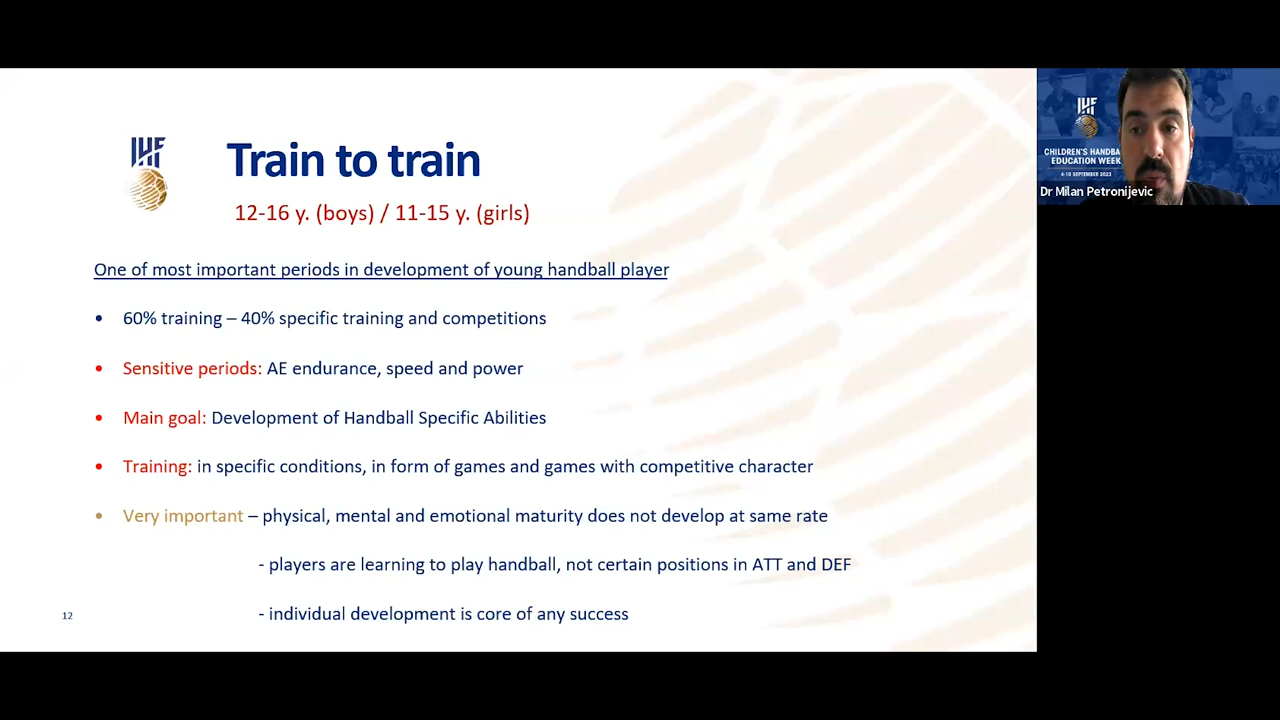 IHF
Train to train
12-16 y. (boys) / 11-15 y. (girls)
One of most important periods in development of young handball player
• 60% training – 40% specific training and competitions
• Sensitive periods: AE endurance, speed and power
• Main goal: Development of Handball Specific Abilities
• Training: in specific conditions, in form of games and games with competitive character
• Very important – physical, mental and emotional maturity does not develop at same rate
- players are learning to play handball, not certain positions in ATT and DEF
- individual development is core of any success
12
IHF
CHILDREN'S HANDBA
EDUCATION WEEK
4-10 SEPTEMBER 2023
Dr Milan Petronijevic